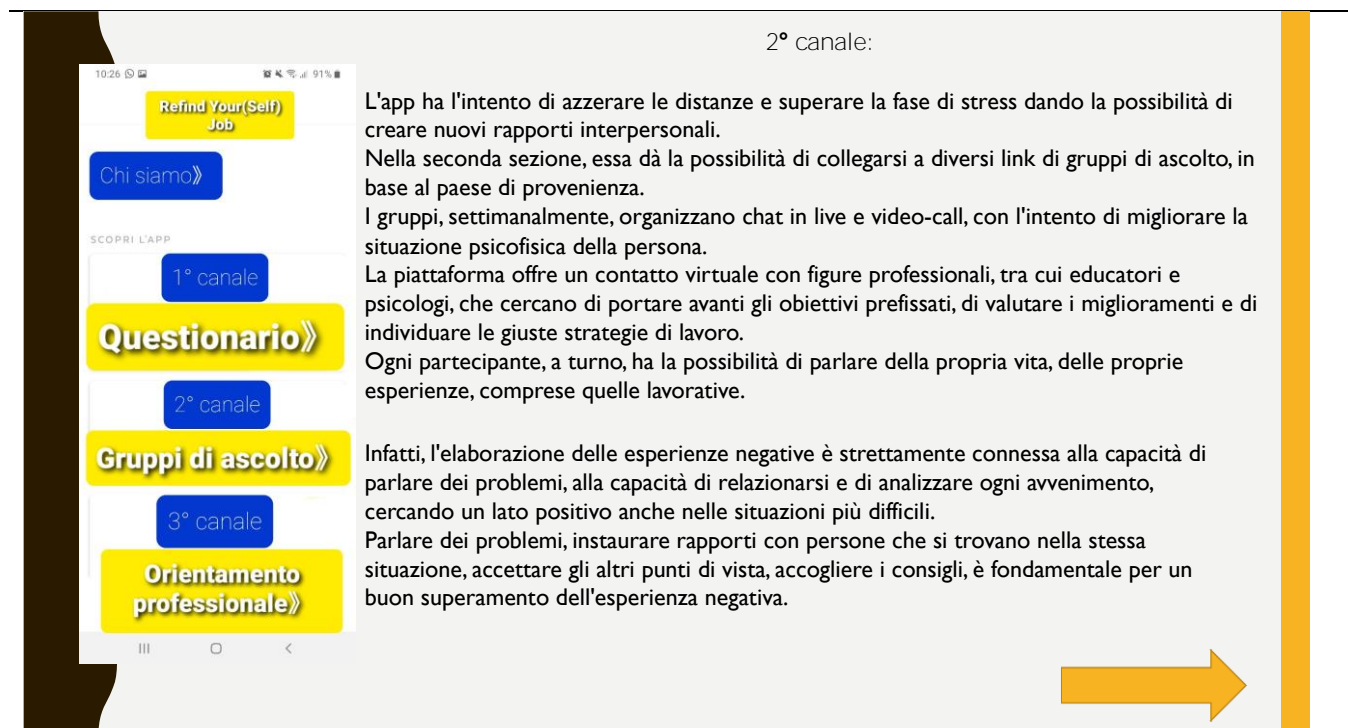 2° canale:
10:26
91%
Refind Your(Self)
Job
Chi siamo》
SCOPRI L'APP
1° canale
Questionario》
2° canale
Gruppi di ascolto》
3° canale
Orientamento
professionale》
L'app ha l'intento di azzerare le distanze e superare la fase di stress dando la possibilità di
creare nuovi rapporti interpersonali.
Nella seconda sezione, essa dà la possibilità di collegarsi a diversi link di gruppi di ascolto, in
base al paese di provenienza.
I gruppi, settimanalmente, organizzano chat in live e video-call, con l'intento di migliorare la
situazione psicofisica della persona.
La piattaforma offre un contatto virtuale con figure professionali, tra cui educatori e
psicologi, che cercano di portare avanti gli obiettivi prefissati, di valutare i miglioramenti e di
individuare le giuste strategie di lavoro.
Ogni partecipante, a turno, ha la possibilità di parlare della propria vita, delle proprie
esperienze, comprese quelle lavorative.
Infatti, l'elaborazione delle esperienze negative è strettamente connessa alla capacità di
parlare dei problemi, alla capacità di relazionarsi e di analizzare ogni avvenimento,
cercando un lato positivo anche nelle situazioni più difficili.
Parlare dei problemi, instaurare rapporti con persone che si trovano nella stessa
situazione, accettare gli altri punti di vista, accogliere i consigli, è fondamentale per un
buon superamento dell'esperienza negativa.